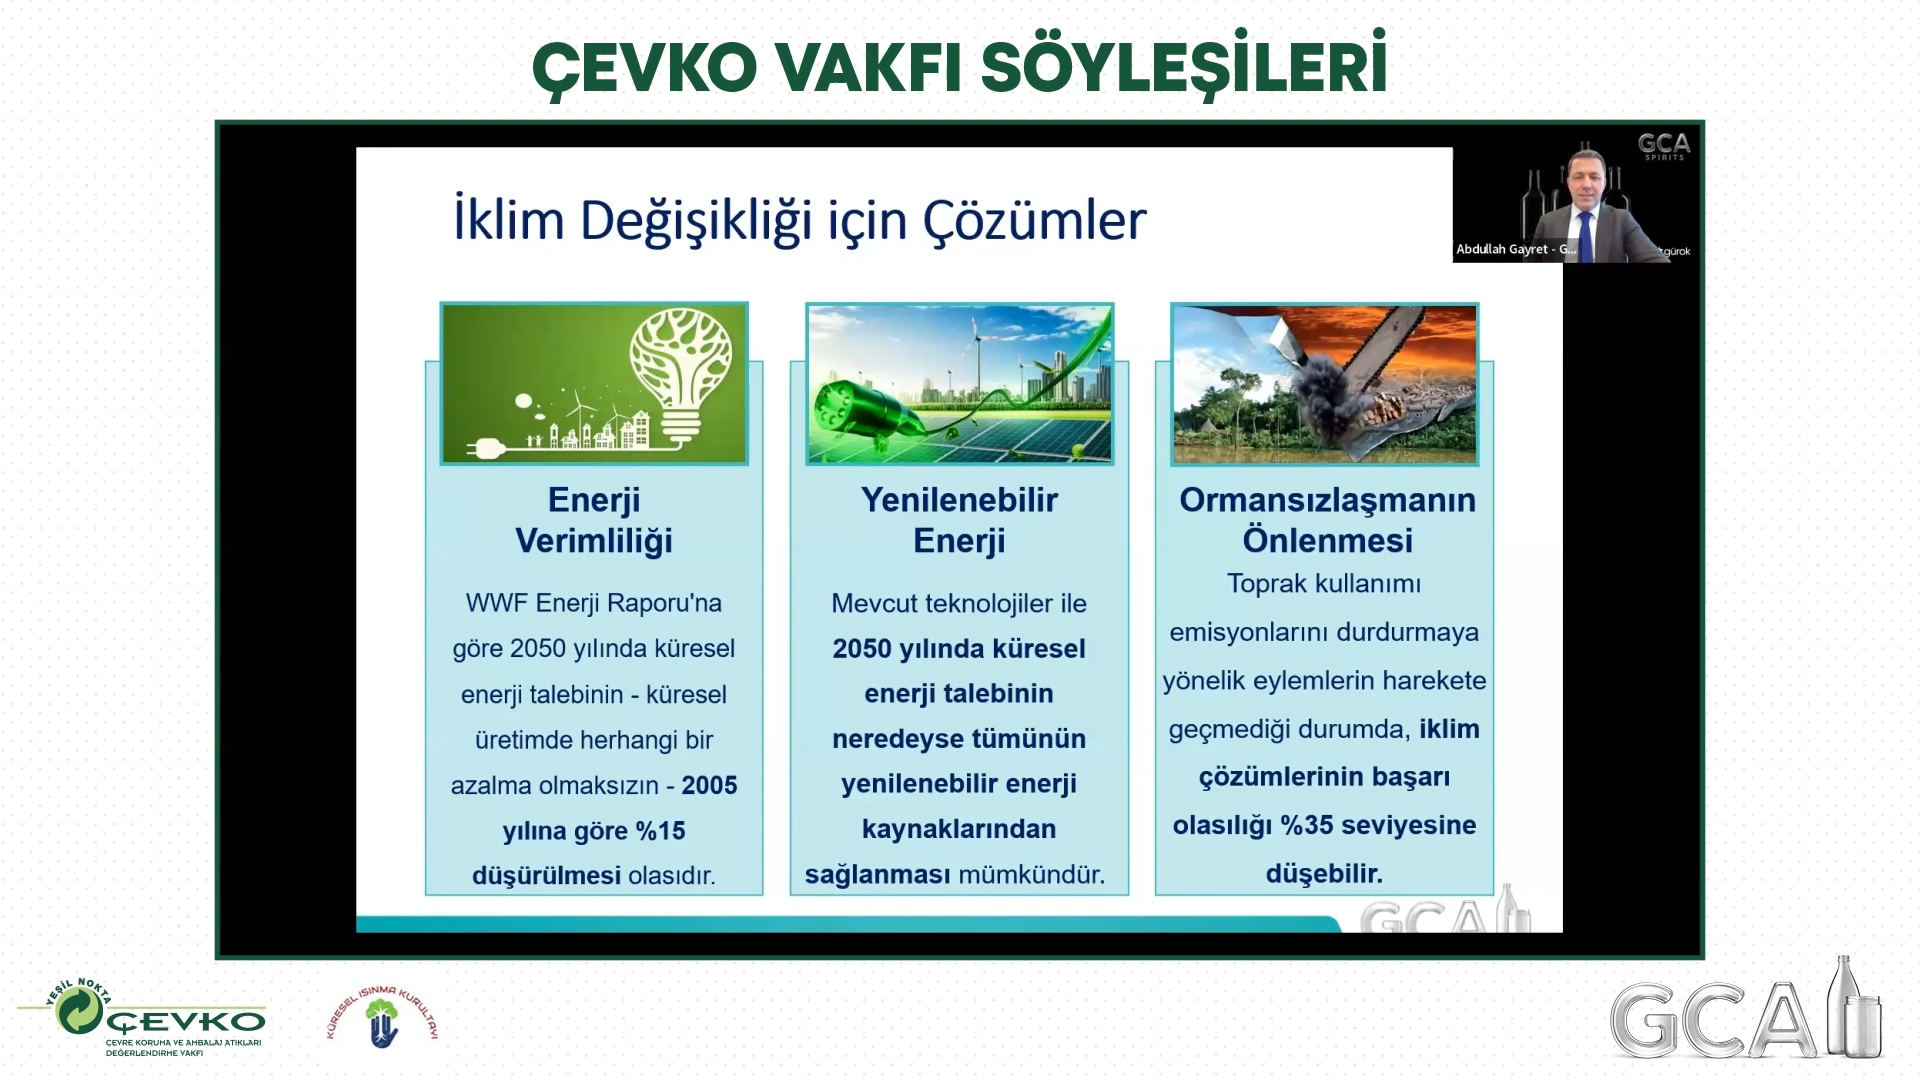 ÇEVKO VAKFI SÖYLEŞİLERİ
GCA
SPIRITS
Abdullah Gayret - G...
gürok
İklim Değişikliği için Çözümler
Enerji
Verimliliği
WWF Enerji Raporu'na
göre 2050 yılında küresel
enerji talebinin - küresel
üretimde herhangi bir
azalma olmaksızın - 2005
yılına göre %15
düşürülmesi olasıdır.
Yenilenebilir
Enerji
Mevcut teknolojiler ile
2050 yılında küresel
enerji talebinin
neredeyse tümünün
yenilenebilir enerji
kaynaklarından
sağlanması mümkündür.
Ormansızlaşmanın
Önlenmesi
Toprak kullanımı
emisyonlarını durdurmaya
yönelik eylemlerin harekete
geçmediği durumda, iklim
çözümlerinin başarı
olasılığı %35 seviyesine
düşebilir.
GCA
YEŞİL NOKTA
ÇEVKO
ÇEVRE KORUMA VE AMBALAJ ATIKLARI
DEĞERLENDİRME VAKFI
KÜRESEL ISINMA KURULTAYI
GCA